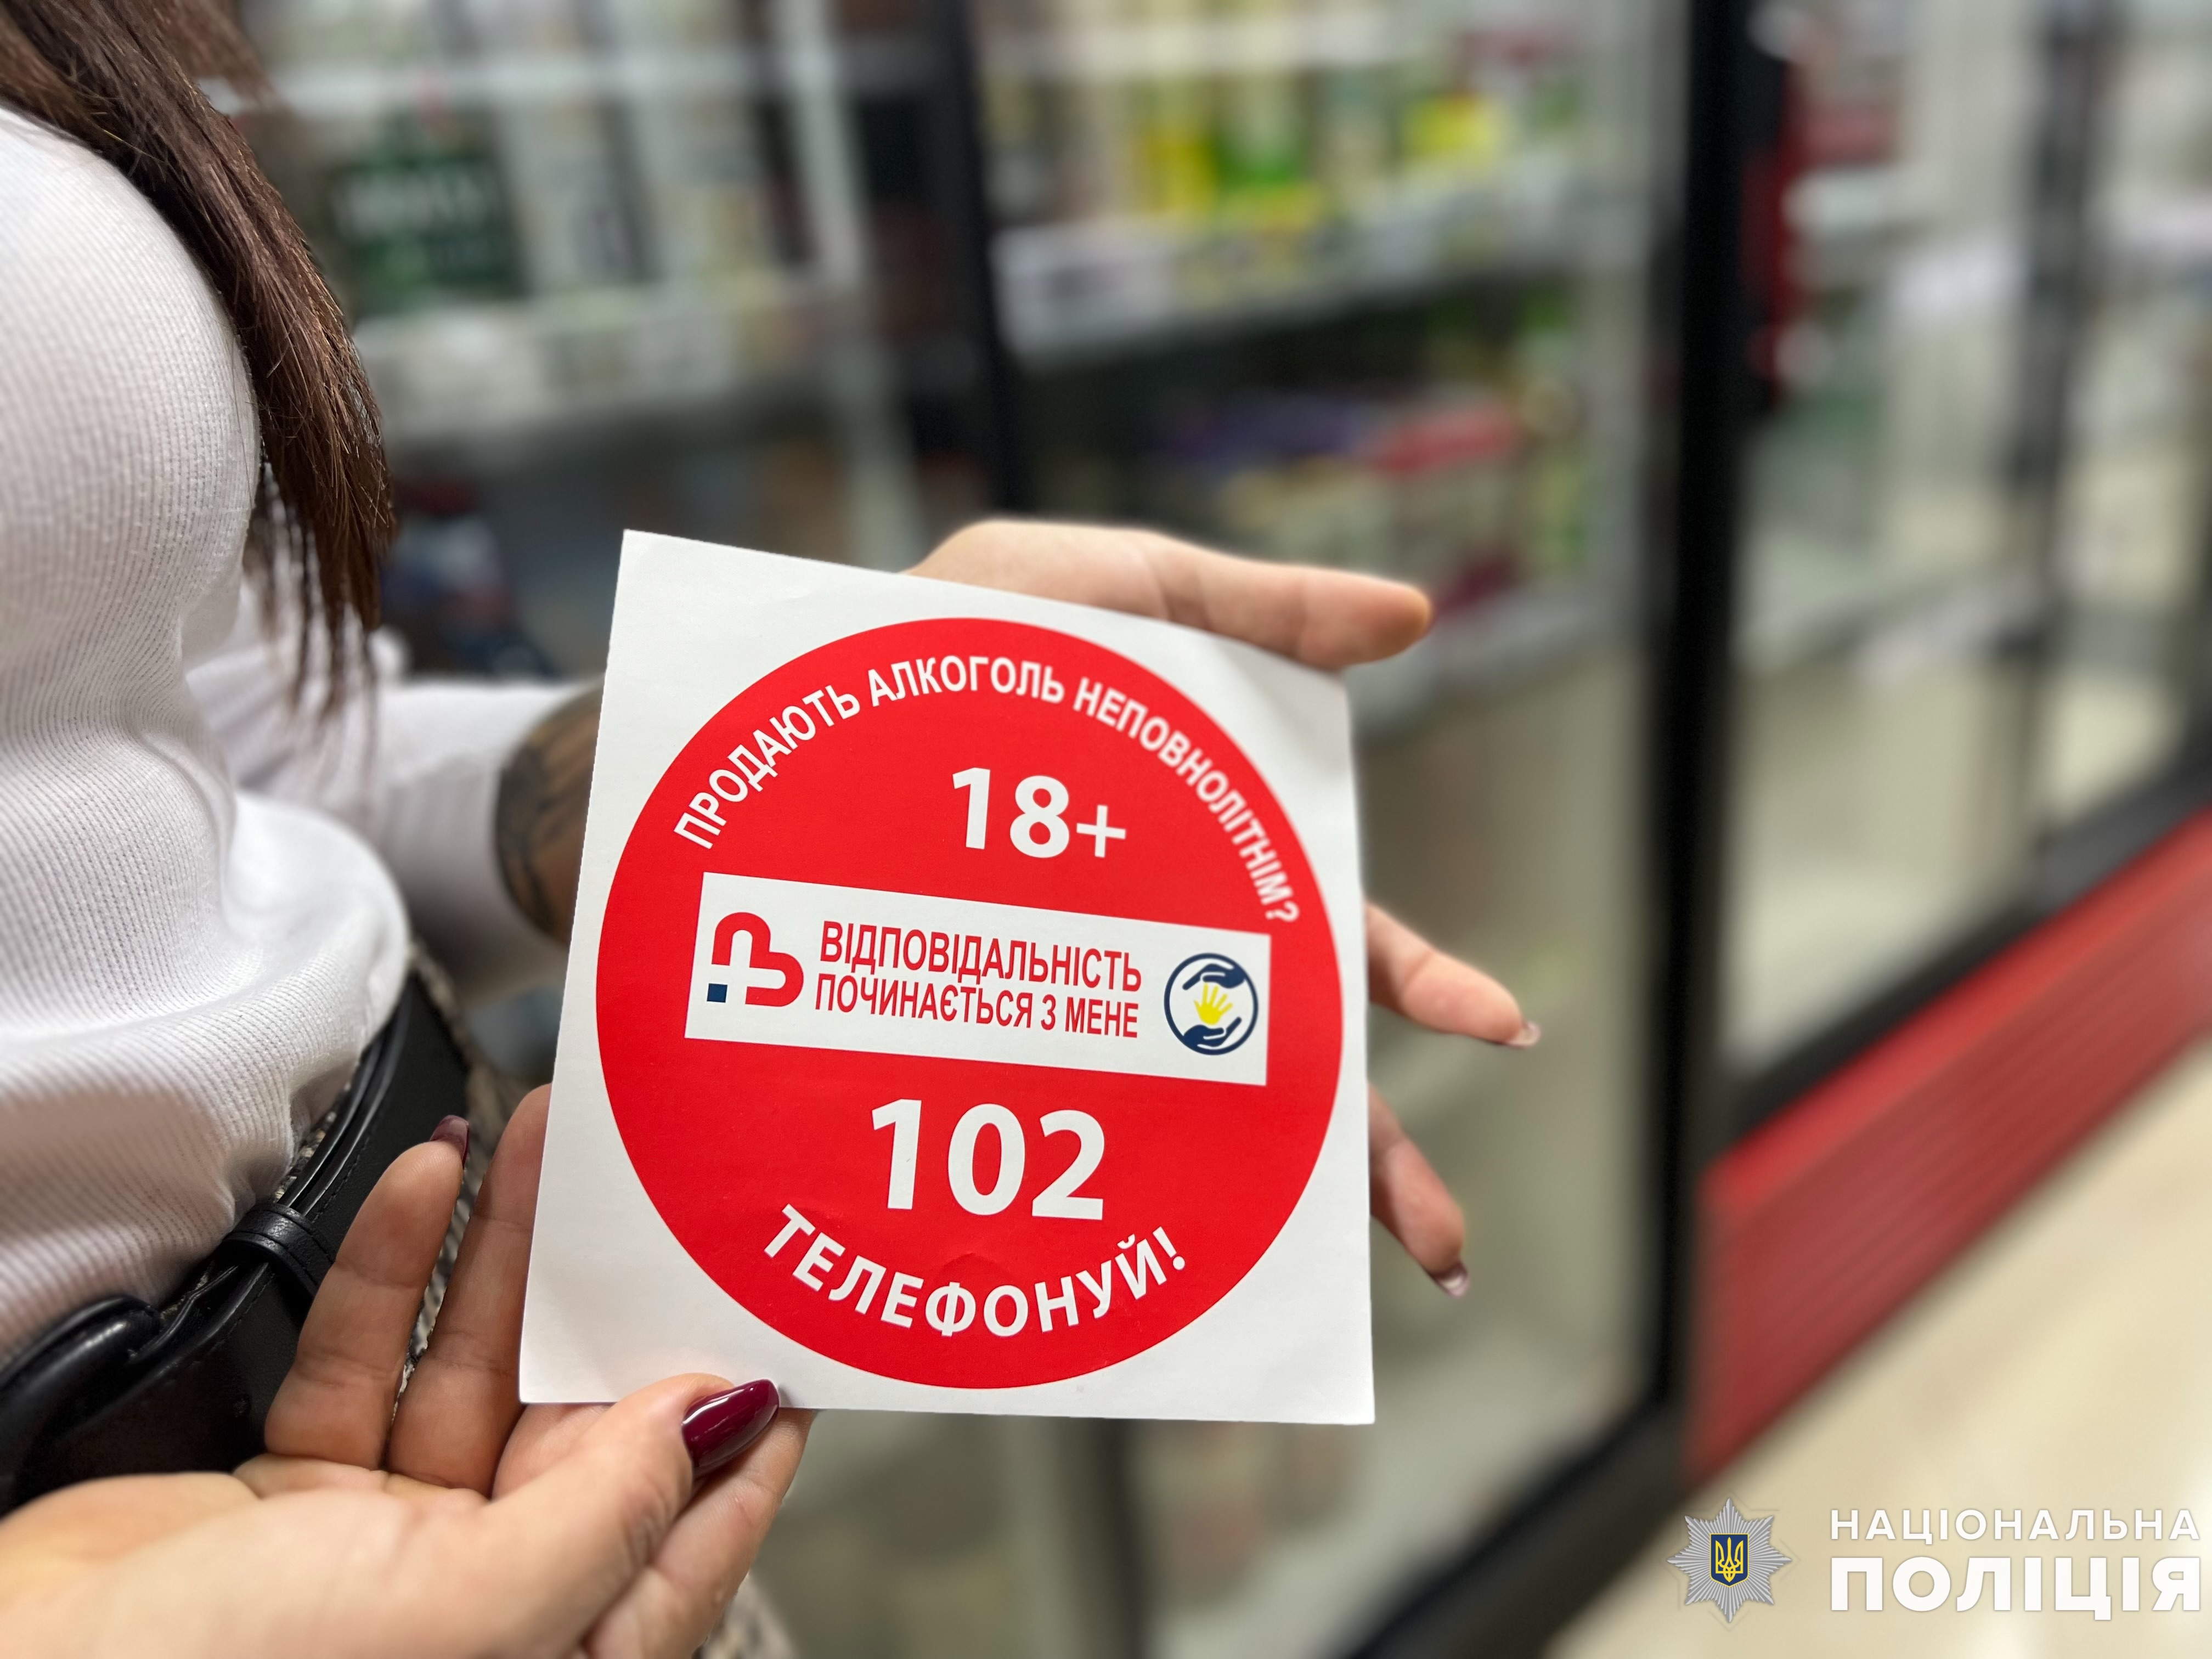 ПРОДАЮТЬ АЛКОГОЛЬ НЕПОВНОЛІТНІМ?
18+
ВІДПОВІДАЛЬНІСТЬ
ПОЧИНАЄТЬСЯ З МЕНЕ
102
ТЕЛЕФОНУЙ!
НАЦІОНАЛЬНА
ПОЛІЦІЯ